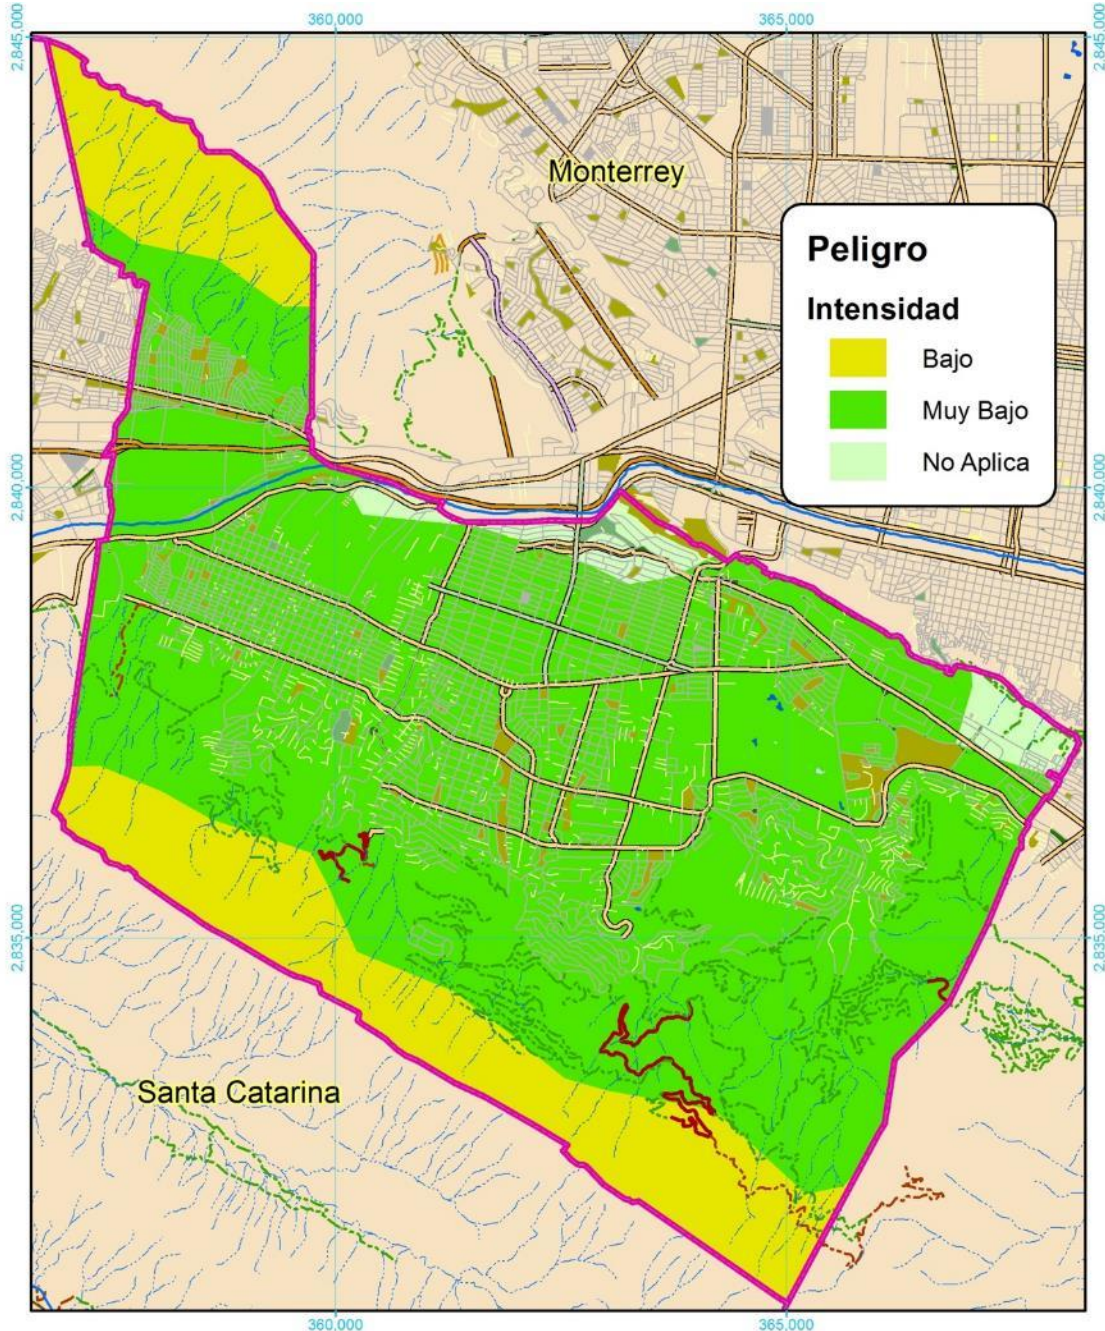 360,000
365,000
2,845,000
2,845,000
Monterrey
Peligro
Intensidad
Bajo
Muy Bajo
No Aplica
2,840,000
2,840,000
2,835,000
2,835,000
Santa Catarina
360,000
365,000